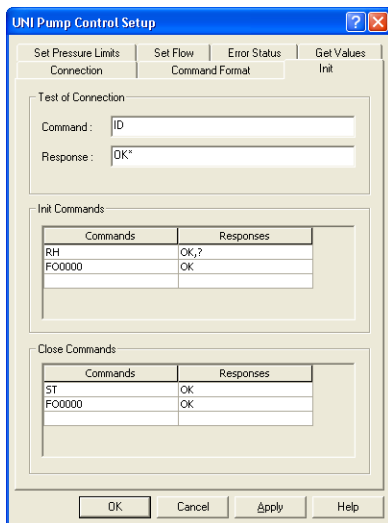 UNI Pump Control Setup
Set Pressure Limits Set Flow Error Status Get Values
Connection Command Format Init
Test of Connection
Command : ID
Response : OK*
Init Commands
Commands Responses
RH OK,?
FO0000 OK
Close Commands
Commands Responses
ST OK
FO0000 OK
OK Cancel Apply Help